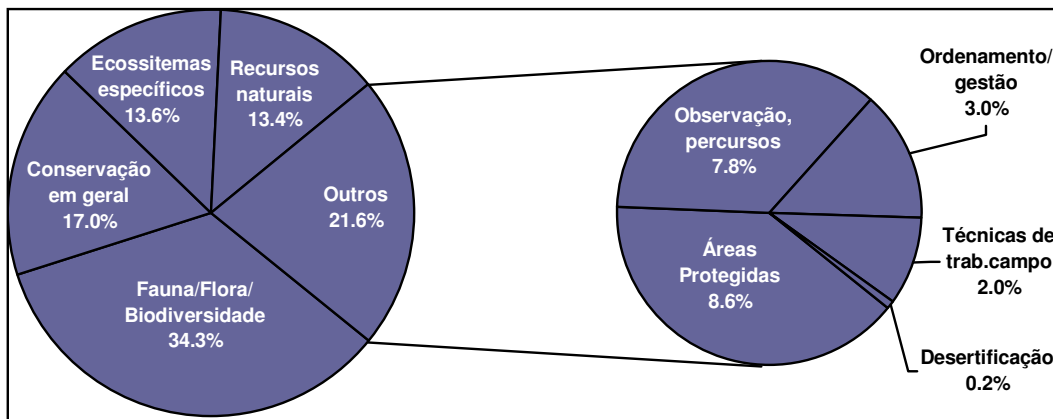 Ecossitemas
específicos
13.6%
Recursos
naturais
13.4%
Conservação
em geral
17.0%
Outros
21.6%
Fauna/Flora/
Biodiversidade
34.3%
Observação,
percursos
7.8%
Áreas
Protegidas
8.6%
Ordenamento/
gestão
3.0%
Técnicas de
trab.campo
2.0%
Desertificação
0.2%